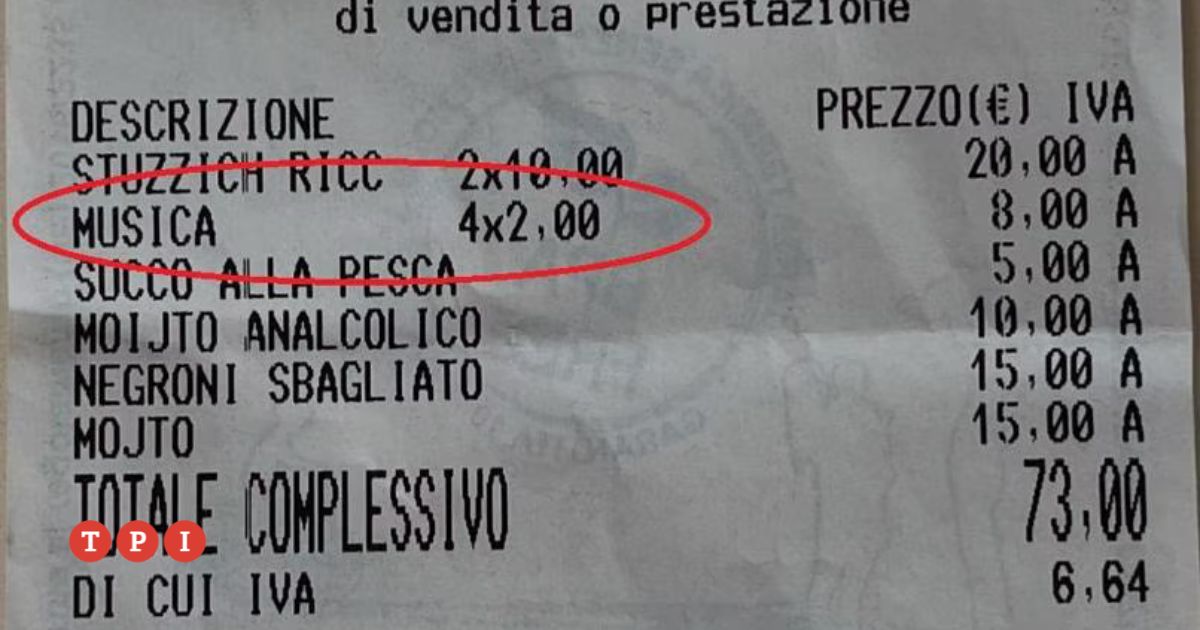 di vendita o prestazione
DESCRIZIONE PREZZO(€) IVA
STUZZICH RICC 2x10,00 20,00 A
MUSICA 4x2,00 8,00 A
SUCCO ALLA PESCA 5,00 A
MOIJTO ANALCOLICO 10,00 A
NEGRONI SBAGLIATO 15,00 A
MOJTO 15,00 A
TOTALE COMPLESSIVO 73,00
TPI
DI CUI IVA 6,64